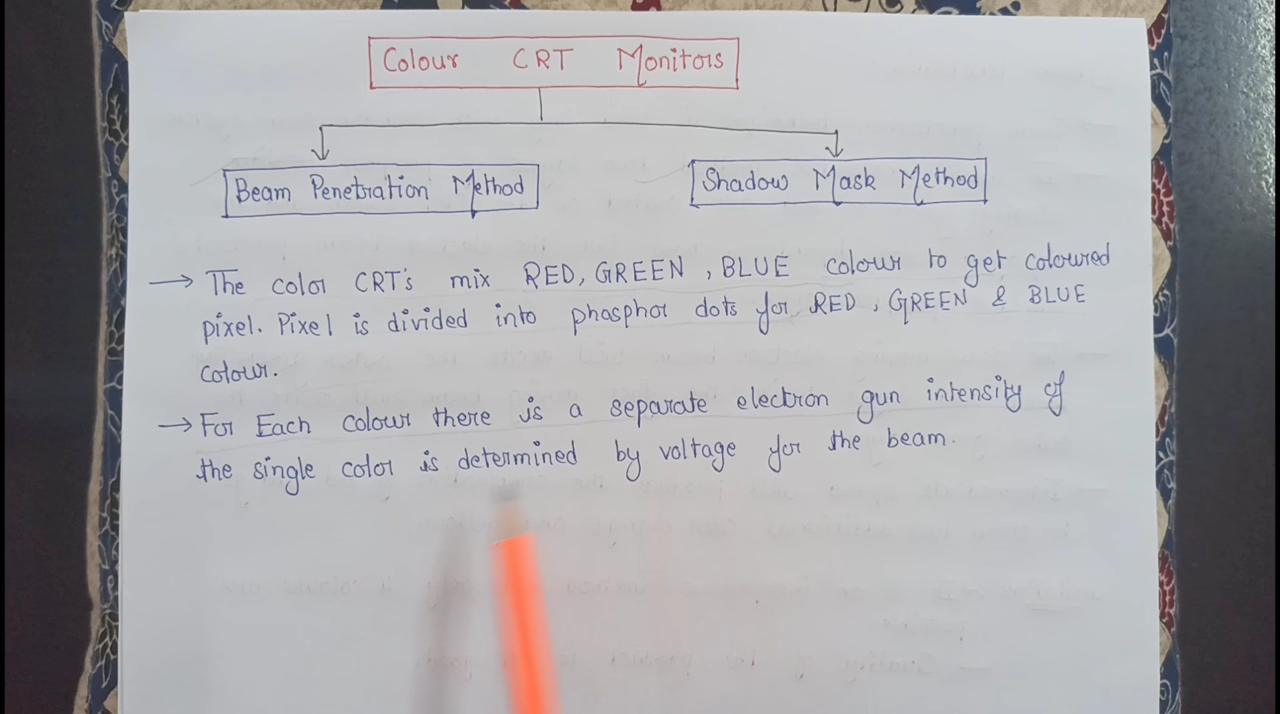 Colour CRT Monitors
Beam Penetration Method
Shadow Mask Method
→ The color CRT's mix RED, GREEN, BLUE colour to get coloured
pixel. Pixel is divided into phosphor dots for RED, GREEN & BLUE
colour.
→ For Each colour there is a separate electron gun intensity of
the single color is determined by voltage for the beam.